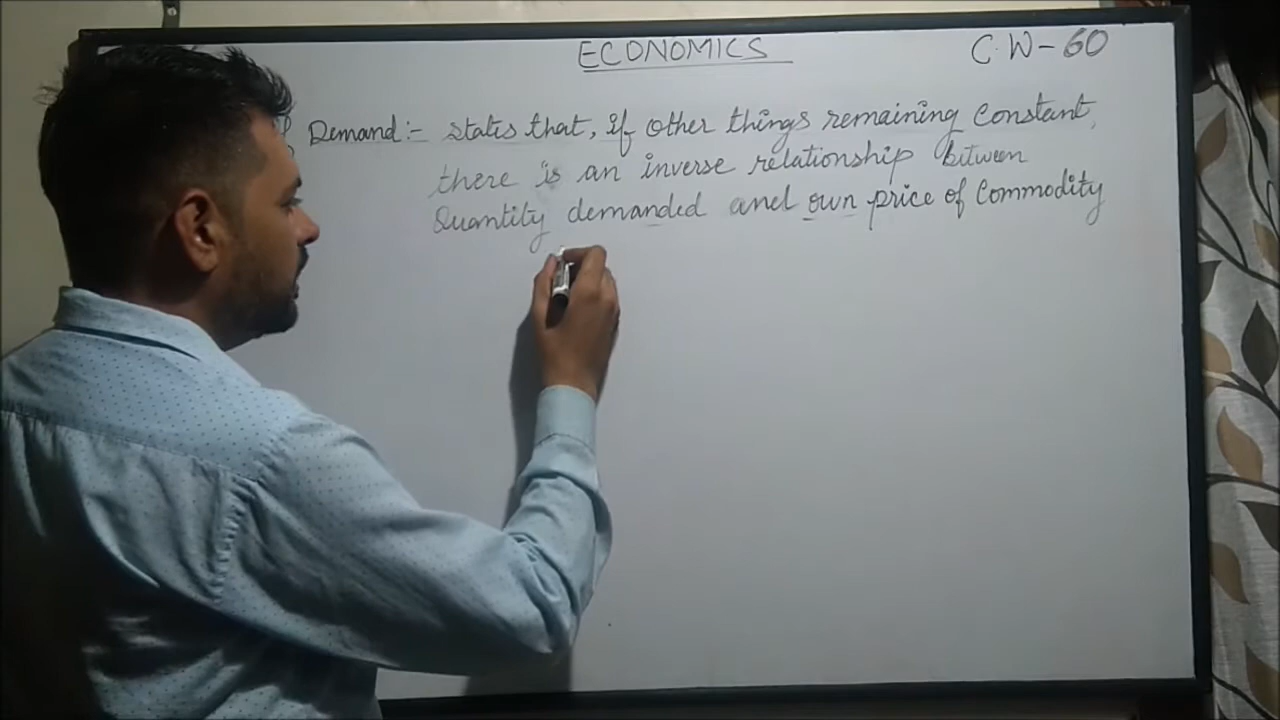 ECONOMICS
C.W-60
Demand:- states that, if other things remaining constant,
there is an inverse relationship between
Quantity demanded and own price of Commodity